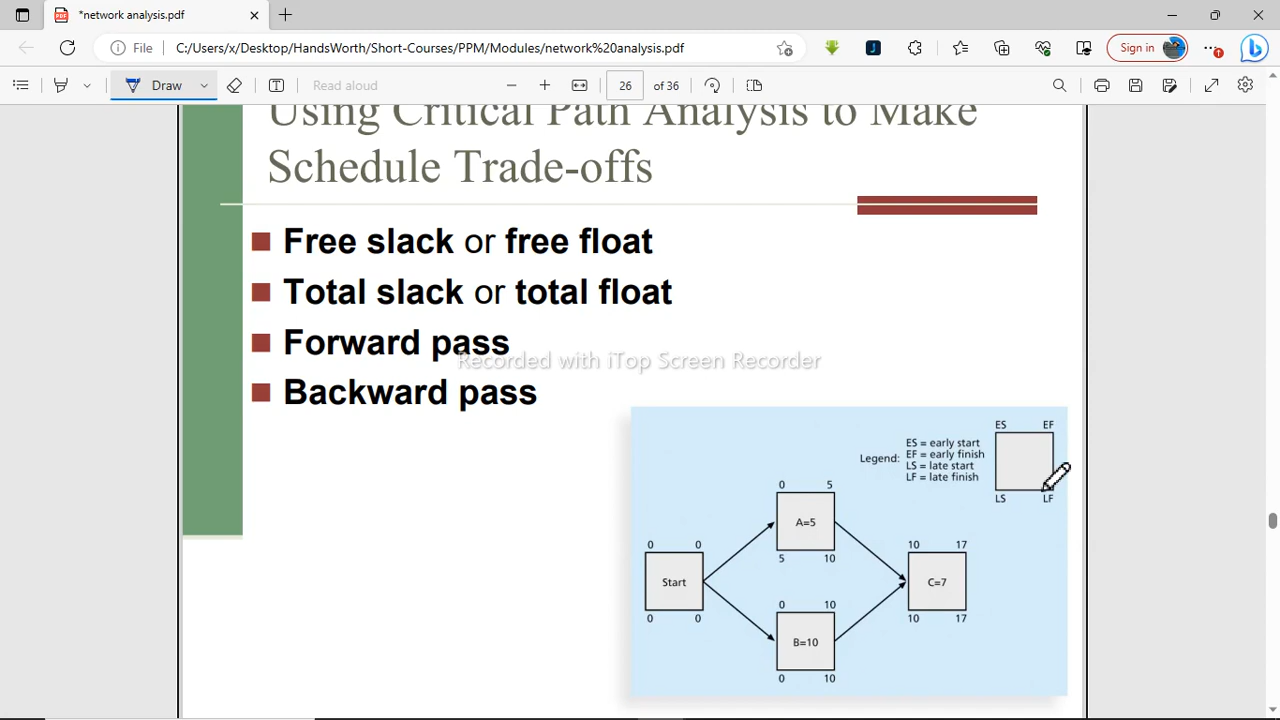 *network analysis.pdf
File C:/Users/x/Desktop/HandsWorth/Short-Courses/PPM/Modules/network%20analysis.pdf
Sign in
Draw
Read aloud
26 of 36
Using Critical Path Analysis to Make
Schedule Trade-offs
Free slack or free float
Total slack or total float
Forward pass
Recorded with iTop Screen Recorder
Backward pass
ES EF
ES = early start
EF = early finish
Legend:
LS = late start
LF = late finish
LS LF
0 5
A=5
5 10
0 0
Start
0 0
10 17
C=7
10 17
0 10
B=10
0 10